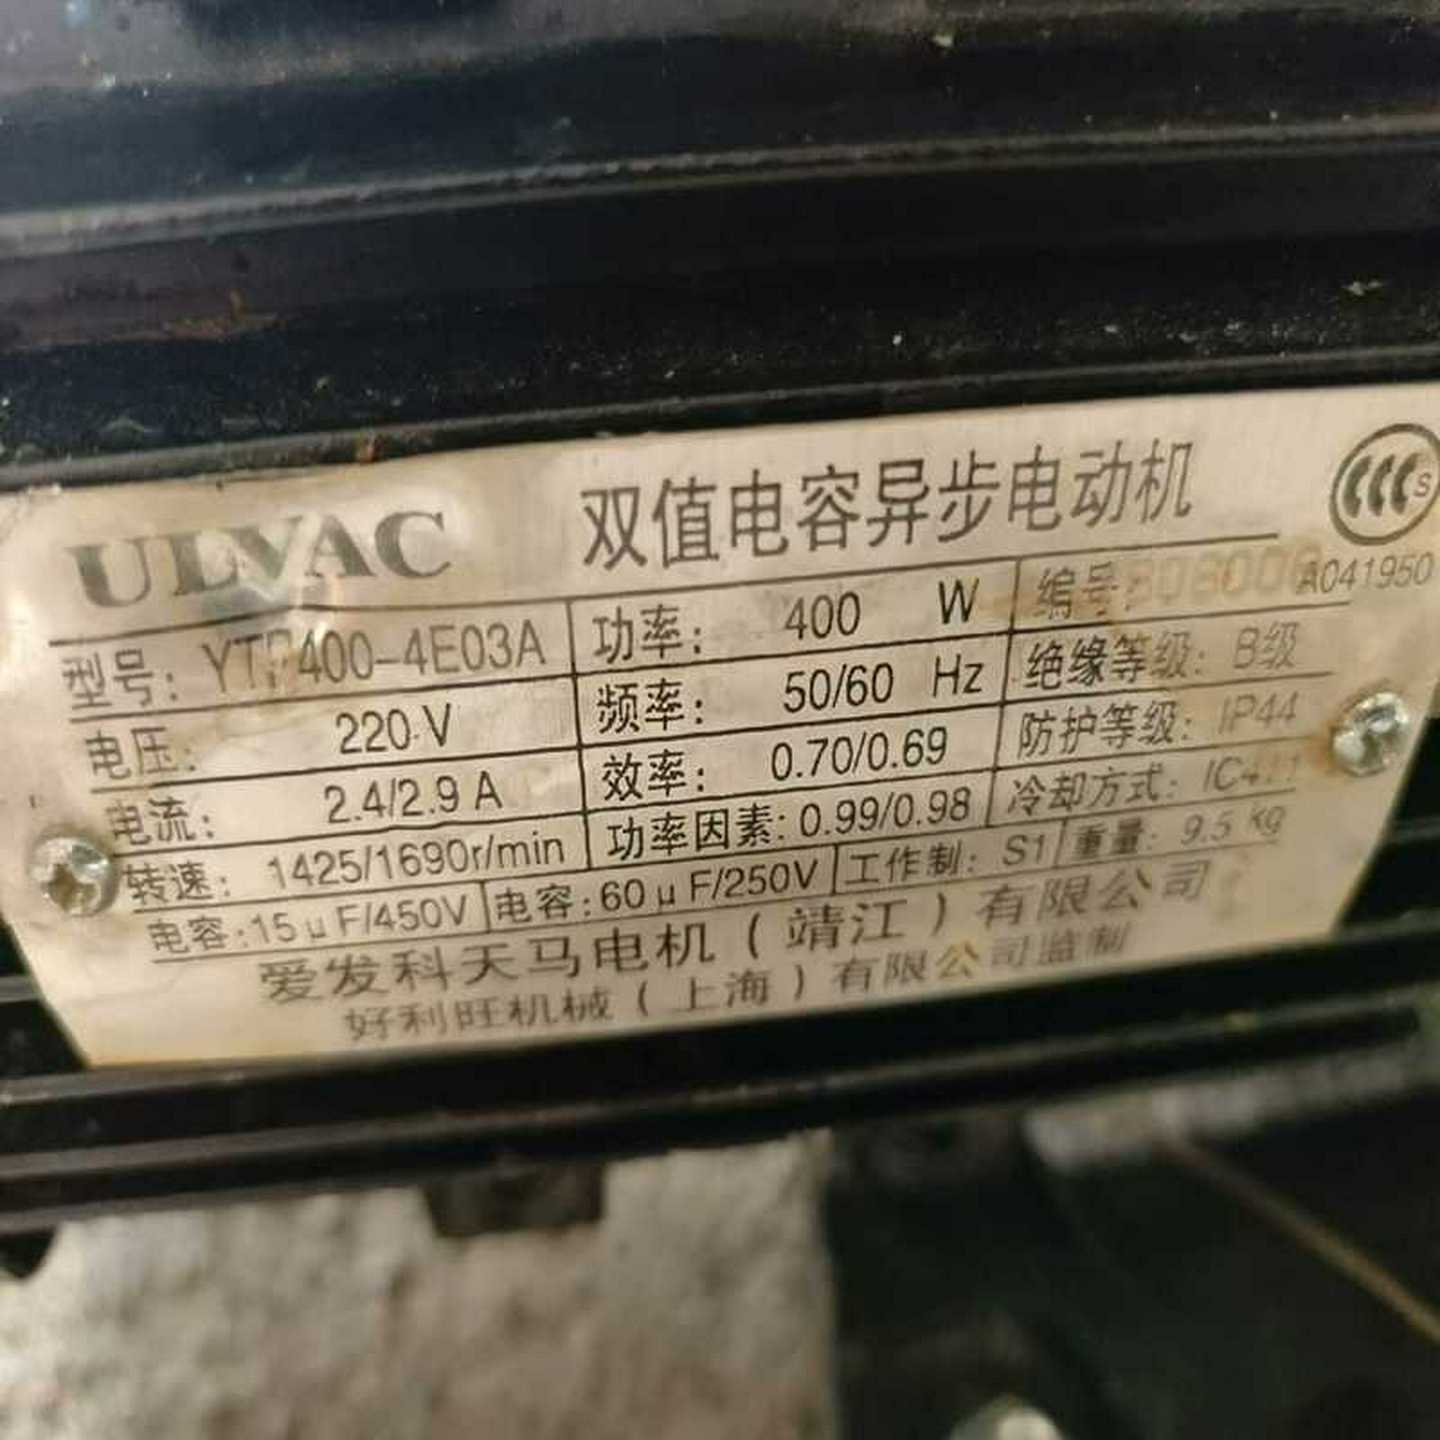 ULVAC 双值电容异步电动机 CCC S
A041950
型号: 400-4E03A 功率: 400 W 编号
电压: 220 V 频率: 50/60 Hz 绝缘等级: B级
电流: 2.4/2.9 A 效率: 0.70/0.69 防护等级: IP44
转速: 1425/1690r/min 功率因素: 0.99/0.98 冷却方式: IC411
电容:15μF/450V 电容:60μF/250V 工作制: S1 重量: 9.5 kg
爱发科天马电机(靖江)有限公司
好利旺机械(上海)有限公司监制